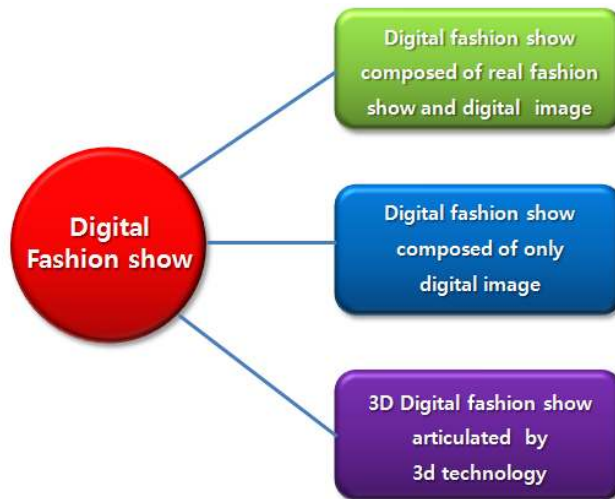 Digital
Fashion show
Digital fashion show
composed of real fashion
show and digital image
Digital fashion show
composed of only
digital image
3D Digital fashion show
articulated by
3d technology